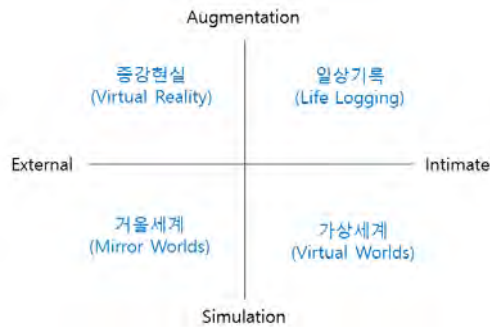 Augmentation
증강현실
(Virtual Reality)
일상기록
(Life Logging)
External
Intimate
거울세계
(Mirror Worlds)
가상세계
(Virtual Worlds)
Simulation